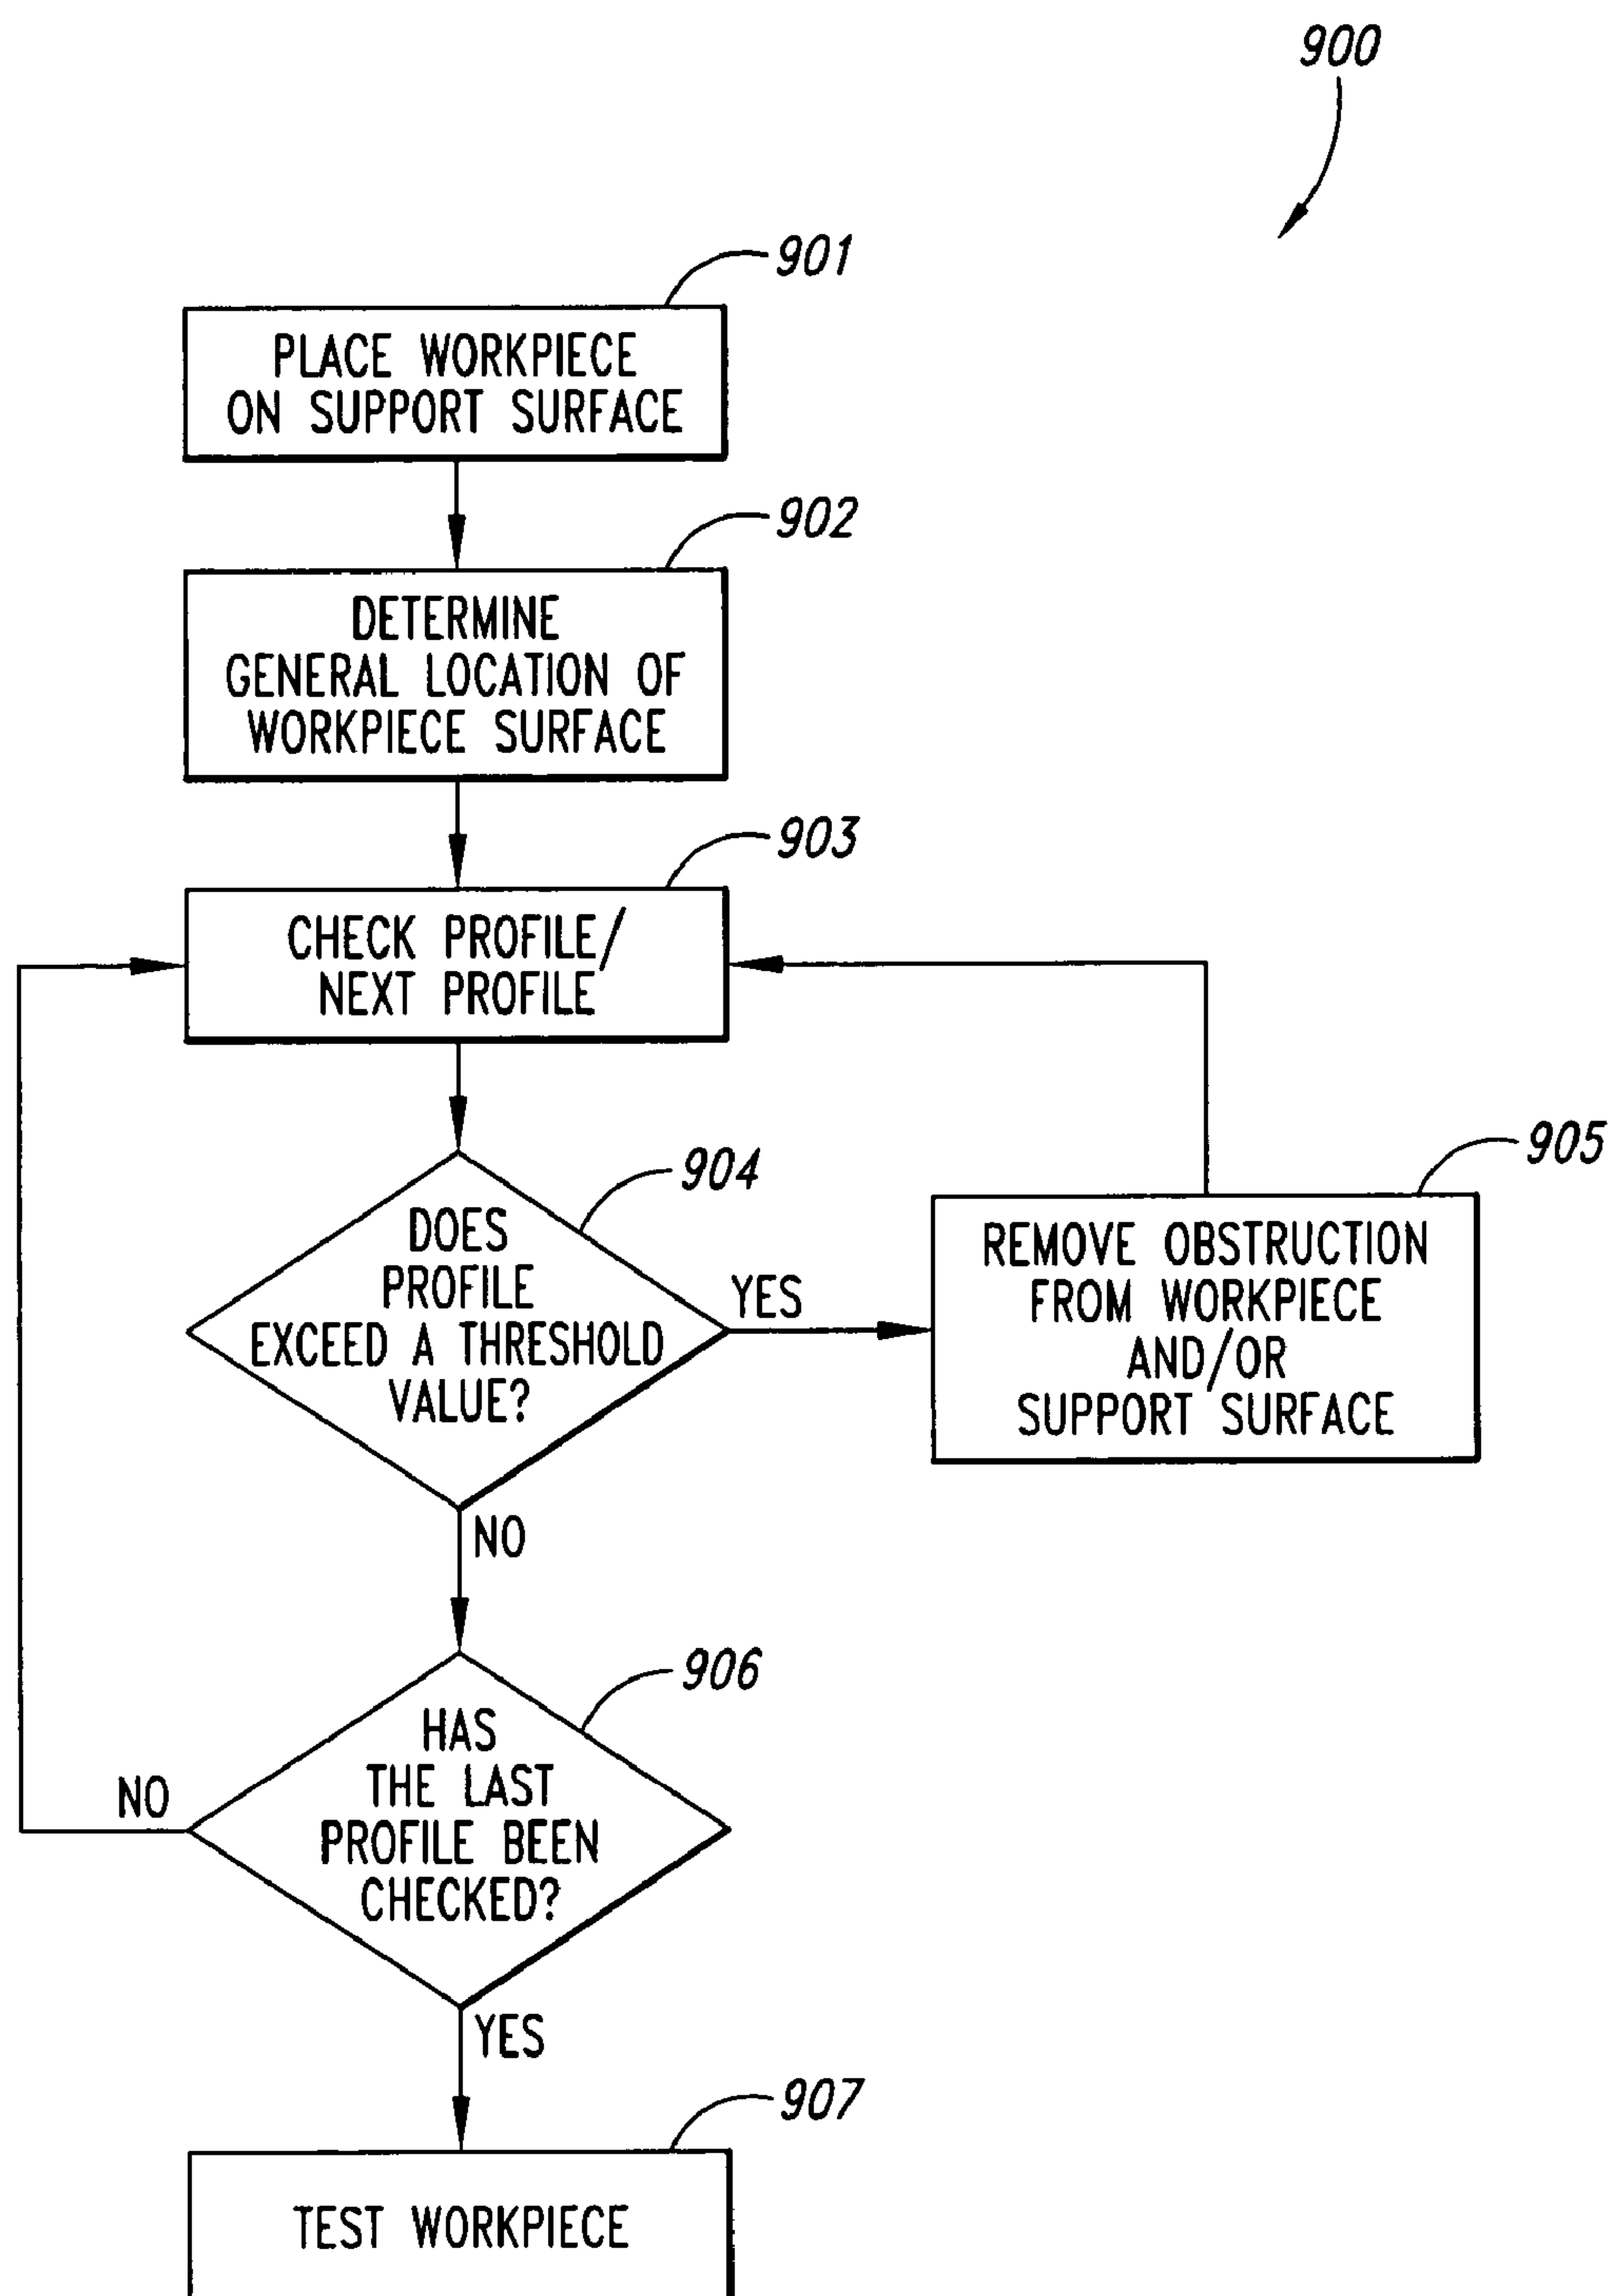 900
901
PLACE WORKPIECE
ON SUPPORT SURFACE
902
DETERMINE
GENERAL LOCATION OF
WORKPIECE SURFACE
903
CHECK PROFILE/
NEXT PROFILE
904
DOES
PROFILE
EXCEED A THRESHOLD
VALUE?
YES
905
REMOVE OBSTRUCTION
FROM WORKPIECE
AND/OR
SUPPORT SURFACE
NO
906
HAS
THE LAST
PROFILE BEEN
CHECKED?
NO
YES
907
TEST WORKPIECE